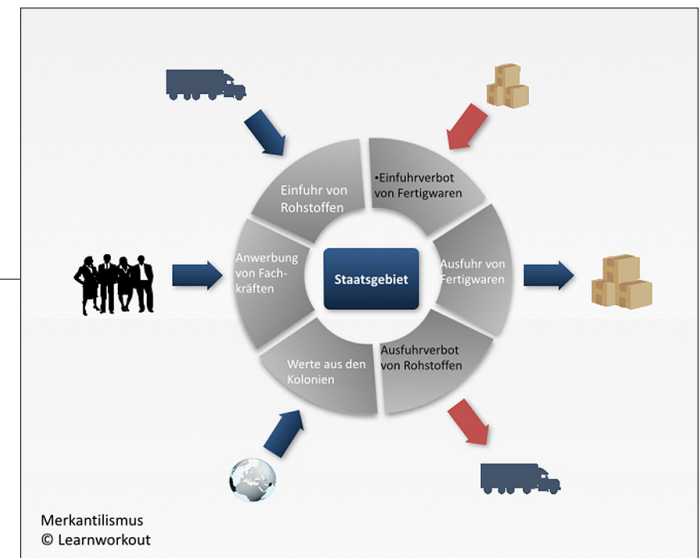 Einfuhr von
Rohstoffen
•Einfuhrverbot
von Fertigwaren
Anwerbung
von Fach-
kräften
Staatsgebiet
Ausfuhr von
Fertigwaren
Werte aus den
Kolonien
Ausfuhrverbot
von Rohstoffen
Merkantilismus
© Learnworkout